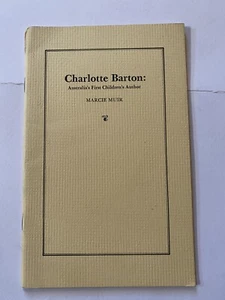 Charlotte Barton:
Australia's First Children's Author
MARCIE MUIR